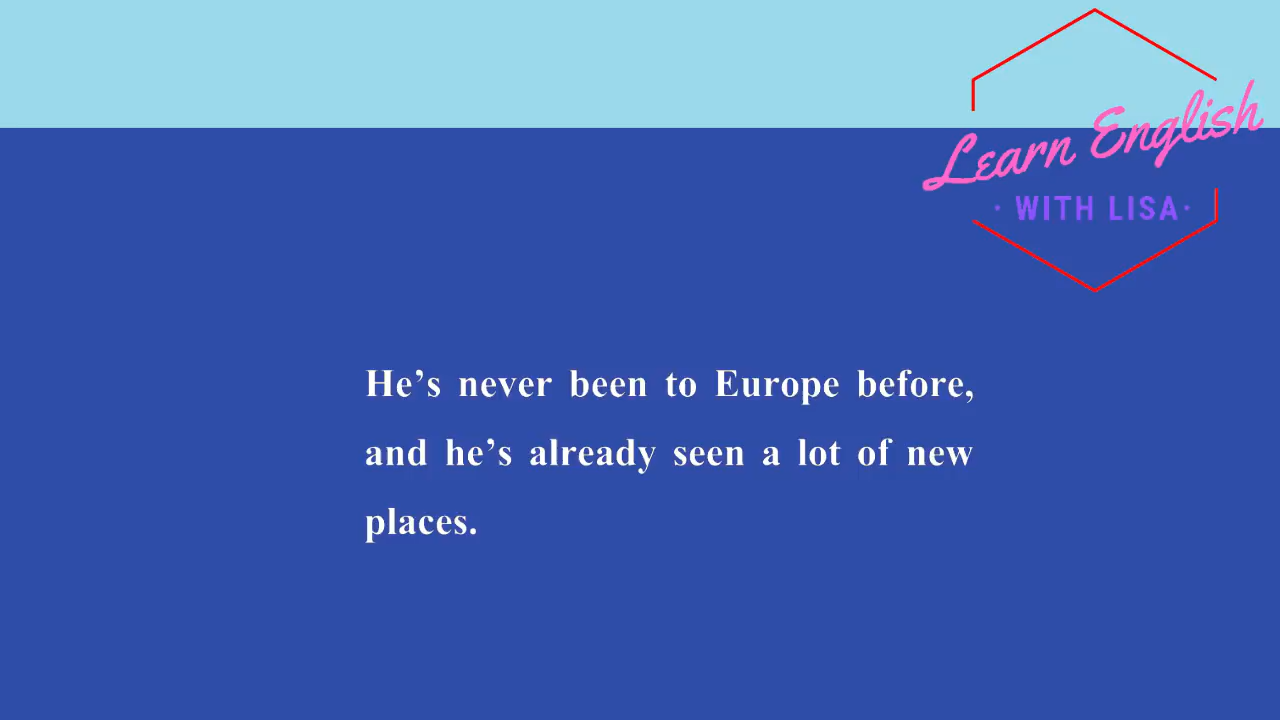 Learn English
· WITH LISA ·
He’s never been to Europe before,
and he’s already seen a lot of new
places.